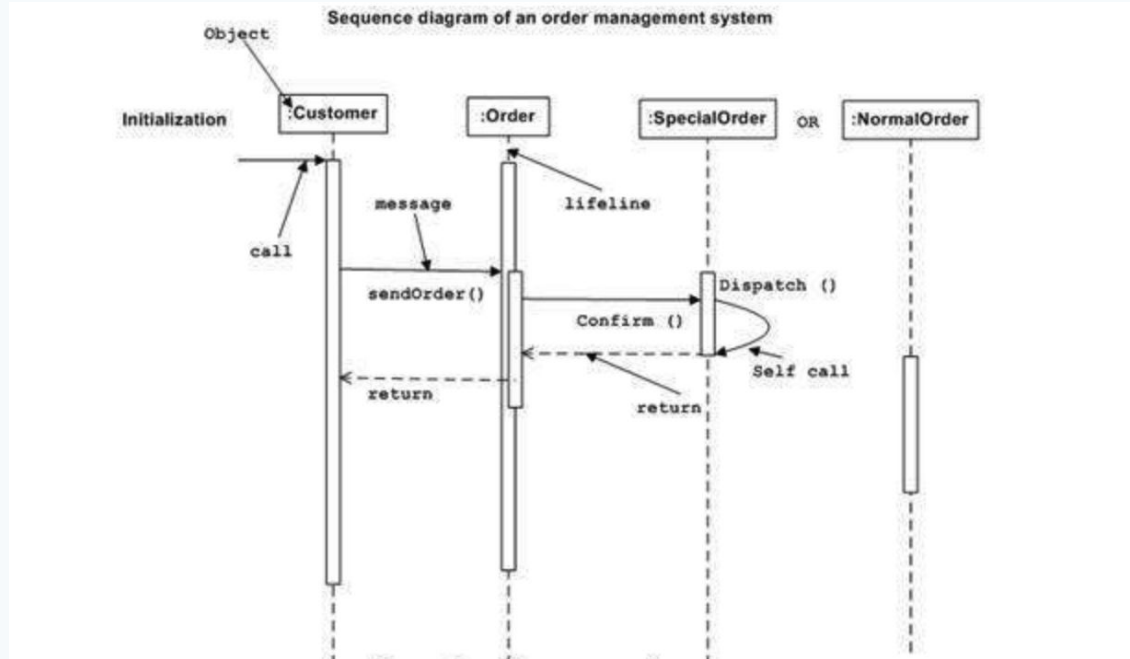 Sequence diagram of an order management system
Object
Initialization
:Customer
:Order
:SpecialOrder
OR
:NormalOrder
message
lifeline
call
sendOrder()
Dispatch ()
Confirm ()
Self call
return
return